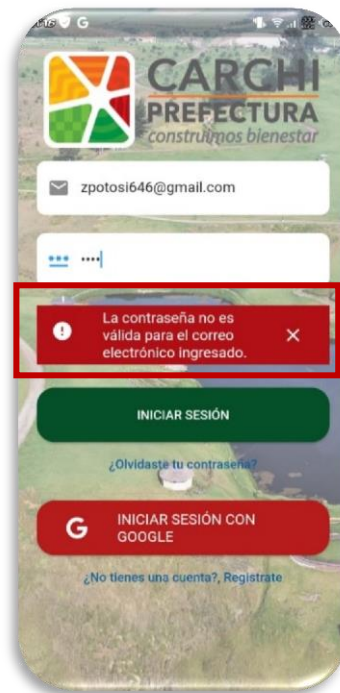 CARCHI
PREFECTURA
construimos bienestar
zpotosi646@gmail.com
La contraseña no es
válida para el correo
electrónico ingresado.
INICIAR SESIÓN
¿Olvidaste tu contraseña?
G INICIAR SESIÓN CON
GOOGLE
¿No tienes una cuenta?, Registrate